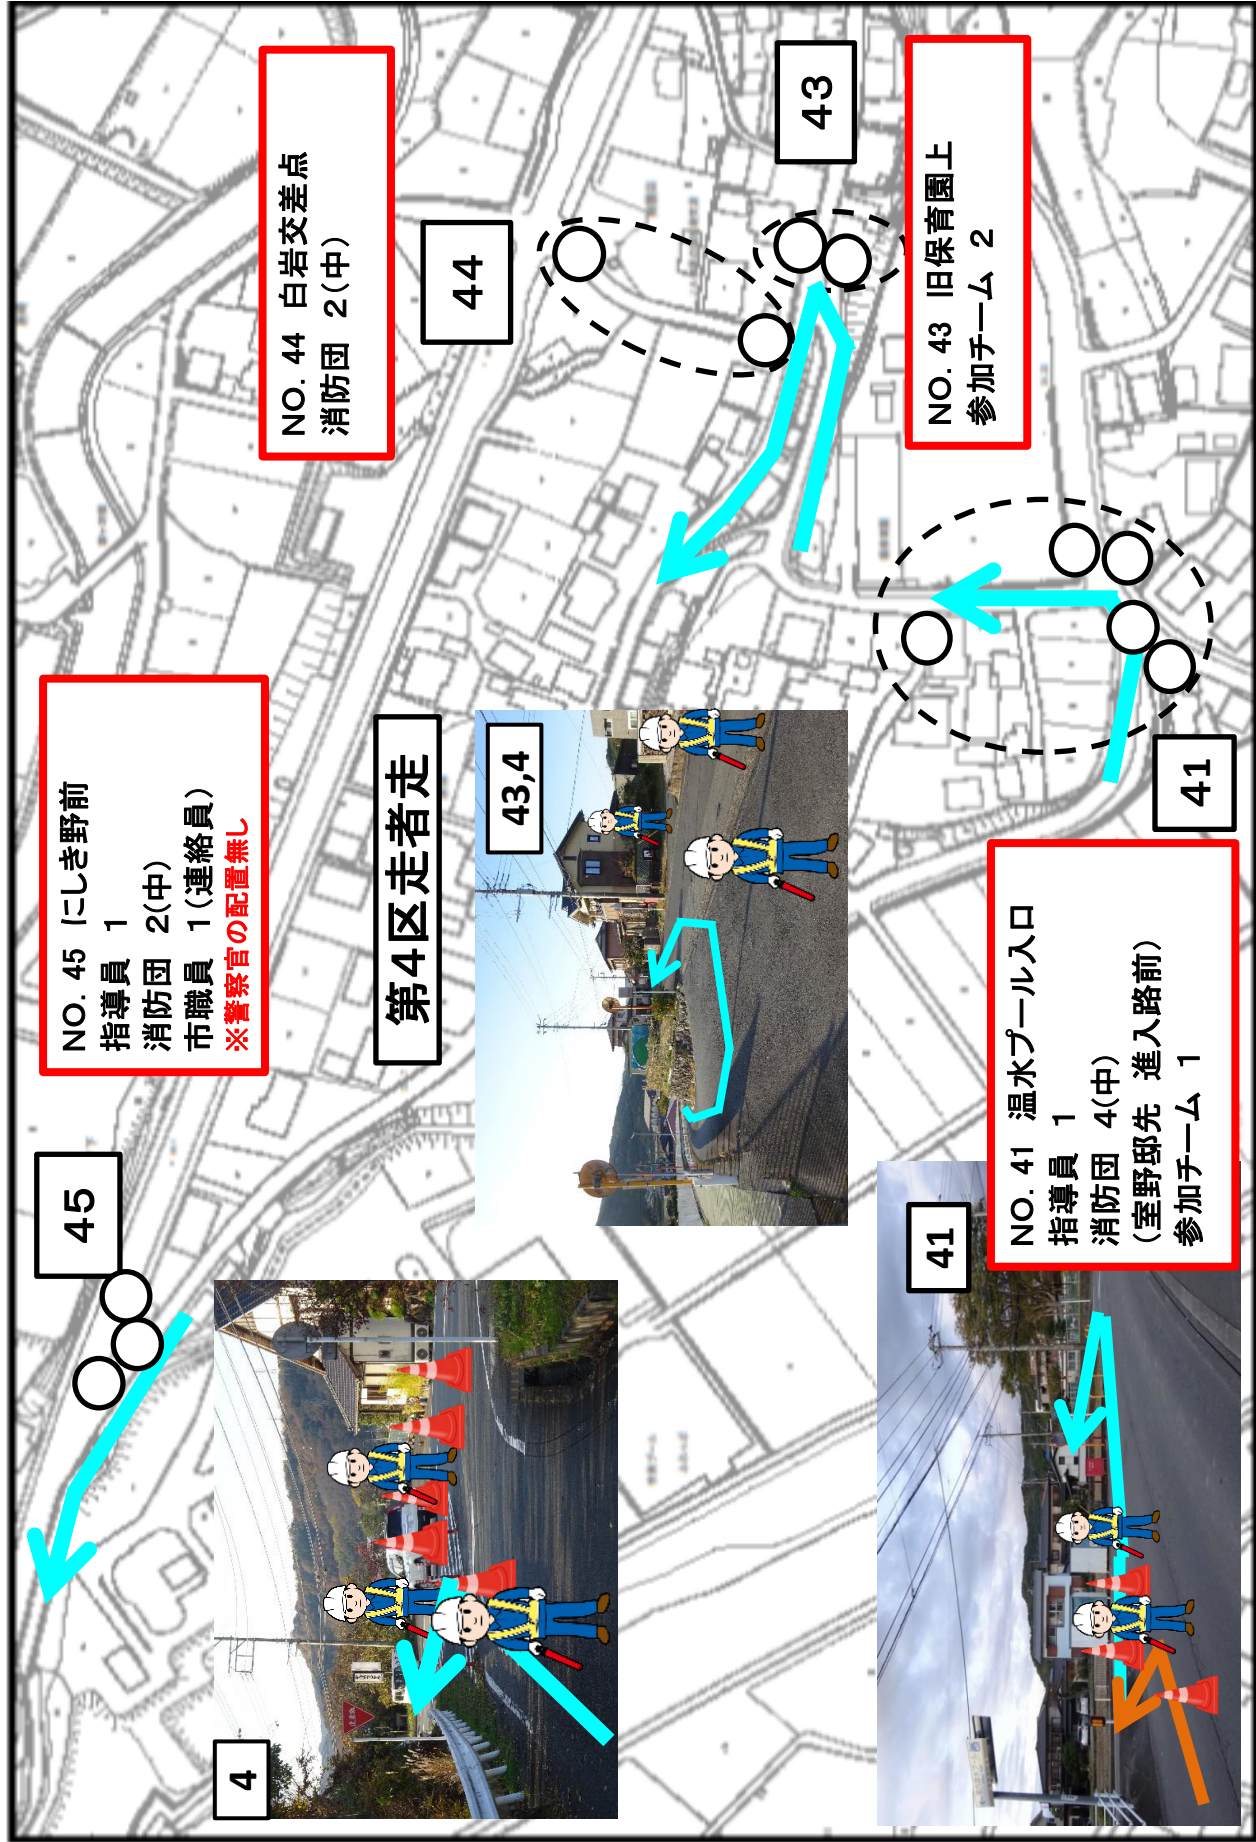 NO. 45 にしき野前
指導員 1
消防団 2(中)
市職員 1(連絡員)
※警察官の配置無し
45
NO. 44 白岩交差点
消防団 2(中)
44
第4区走者走
43
NO. 43 旧保育園上
参加チーム 2
4
43,4
41
NO. 41 温水プール入口
指導員 1
消防団 4(中)
(室野邸先 進入路前)
参加チーム 1
41